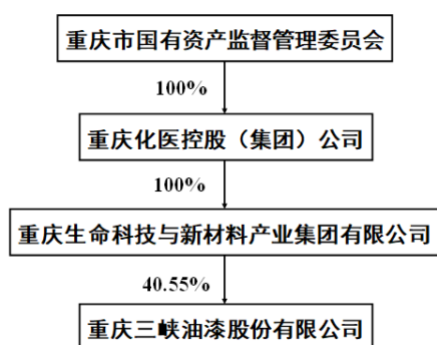 重庆市国有资产监督管理委员会
100%
重庆化医控股（集团）公司
100%
重庆生命科技与新材料产业集团有限公司
40.55%
重庆三峡油漆股份有限公司